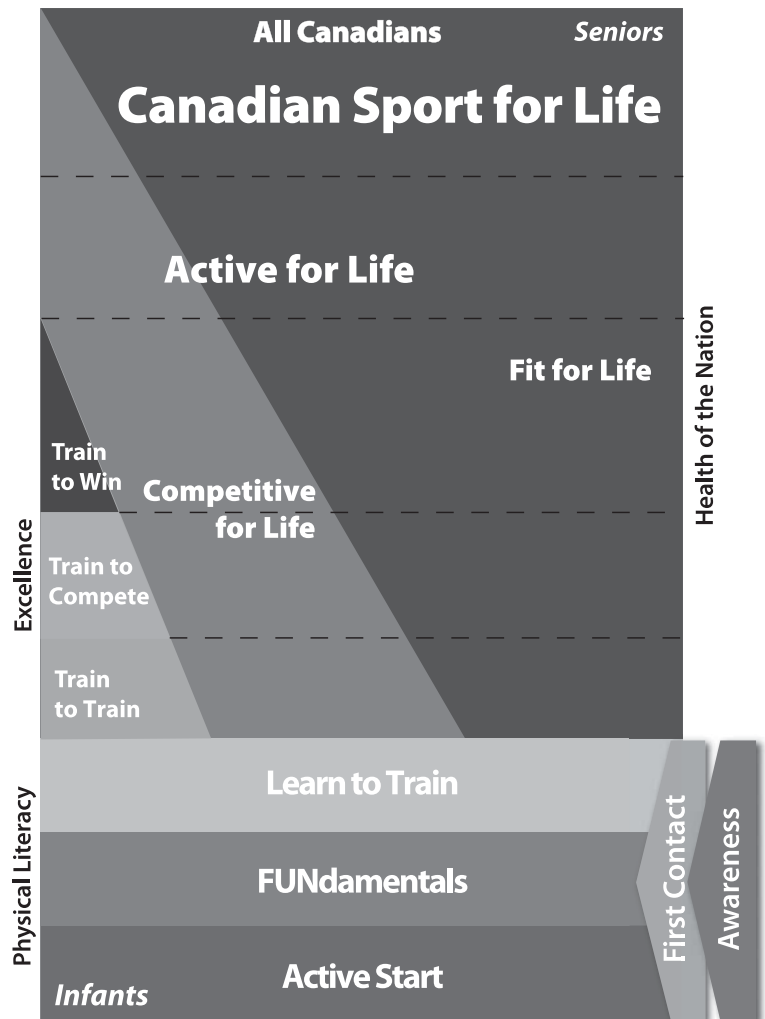 All Canadians
Seniors
Canadian Sport for Life
Active for Life
Fit for Life
Health of the Nation
Train
to Win
Competitive
for Life
Excellence
Train to
Compete
Train
to Train
Learn to Train
Physical Literacy
FUNdamentals
First Contact
Awareness
Active Start
Infants